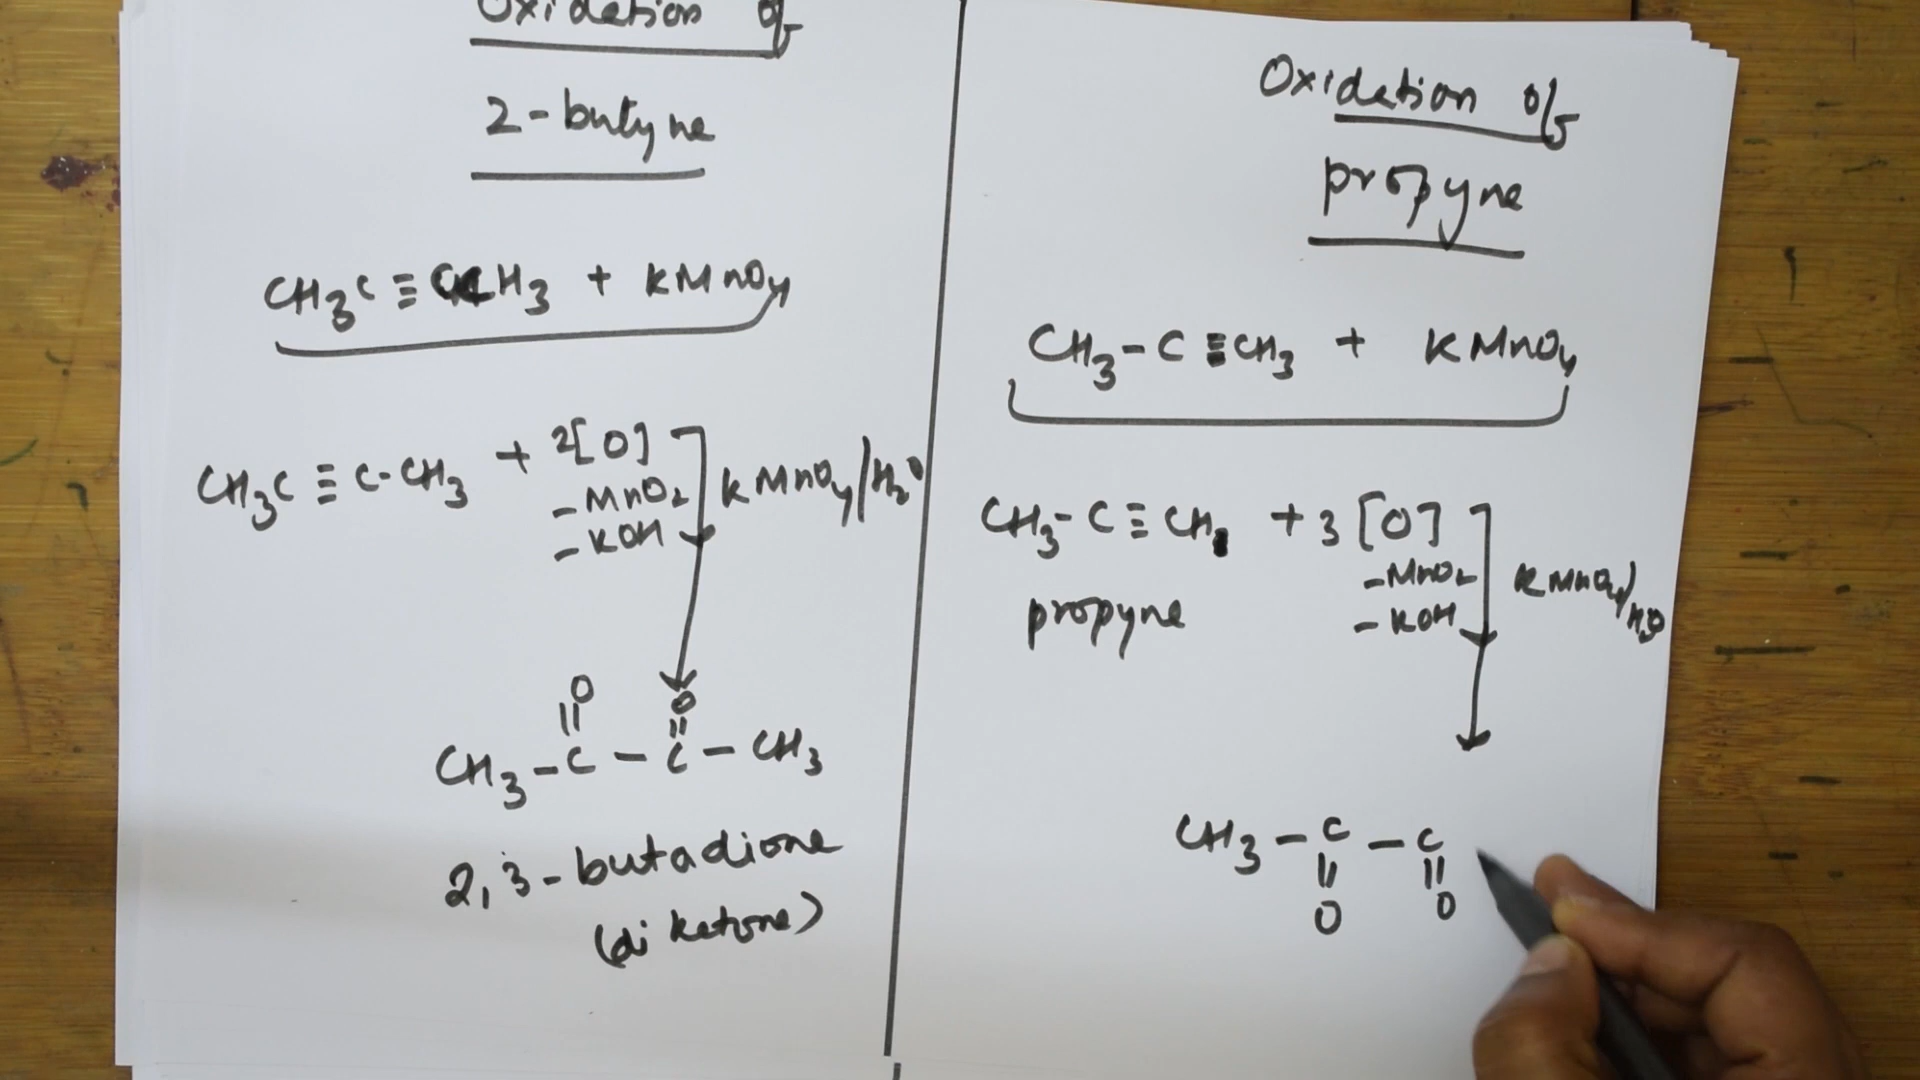 Oxidation of
2-butyne
CH3C≡CCH3 + KMnO4
CH3C≡C-CH3 + 2[O] KMnO4/H2O
-MnO2
-KOH
O O
CH3-C-C-CH3
2,3-butadione
(di ketone)
Oxidation of
propyne
CH3-C≡CH3 + KMnO4
CH3-C≡CH + 3[O]
-MnO2 KMnO4/H2O
-KOH
propyne
CH3-C-C
O O